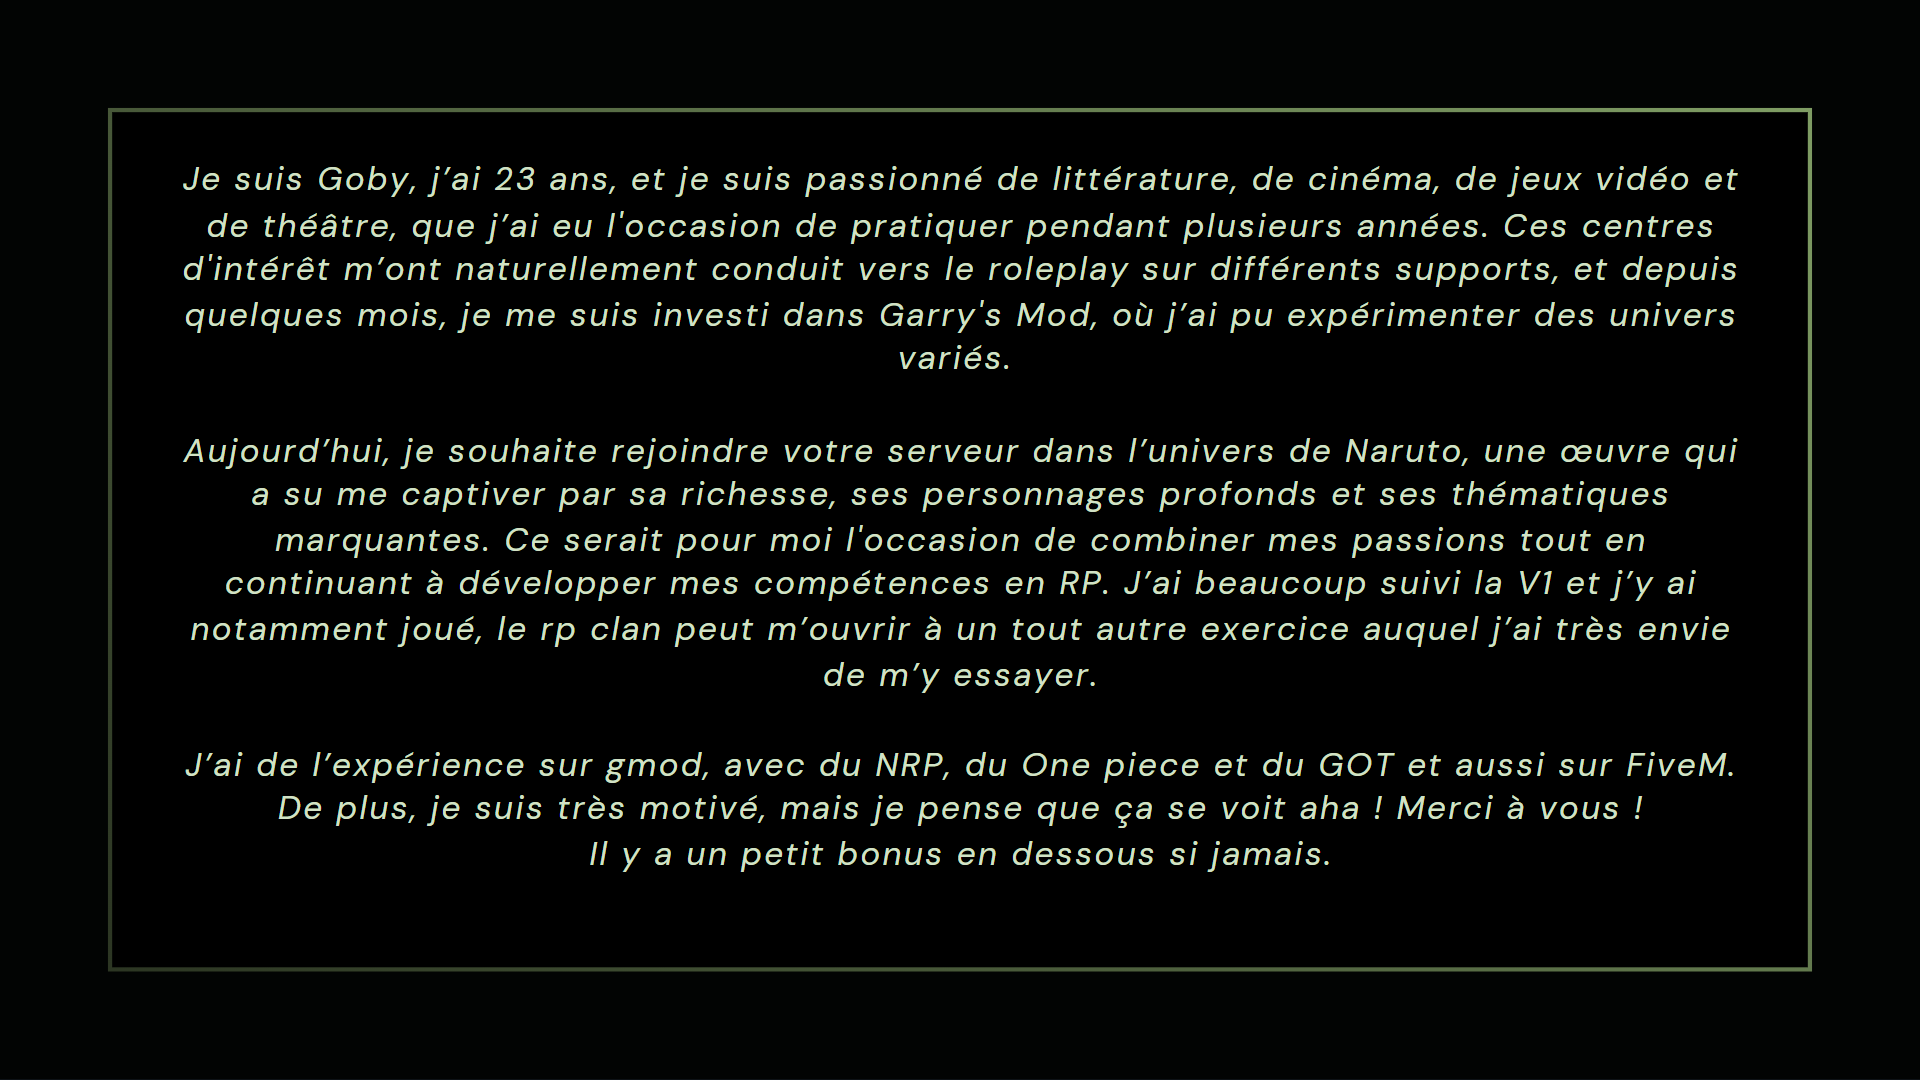 Je suis Goby, j’ai 23 ans, et je suis passionné de littérature, de cinéma, de jeux vidéo et
de théâtre, que j’ai eu l'occasion de pratiquer pendant plusieurs années. Ces centres
d'intérêt m’ont naturellement conduit vers le roleplay sur différents supports, et depuis
quelques mois, je me suis investi dans Garry's Mod, où j’ai pu expérimenter des univers
variés.
Aujourd’hui, je souhaite rejoindre votre serveur dans l’univers de Naruto, une œuvre qui
a su me captiver par sa richesse, ses personnages profonds et ses thématiques
marquantes. Ce serait pour moi l'occasion de combiner mes passions tout en
continuant à développer mes compétences en RP. J’ai beaucoup suivi la V1 et j’y ai
notamment joué, le rp clan peut m’ouvrir à un tout autre exercice auquel j’ai très envie
de m’y essayer.
J’ai de l’expérience sur gmod, avec du NRP, du One piece et du GOT et aussi sur FiveM.
De plus, je suis très motivé, mais je pense que ça se voit aha ! Merci à vous !
Il y a un petit bonus en dessous si jamais.